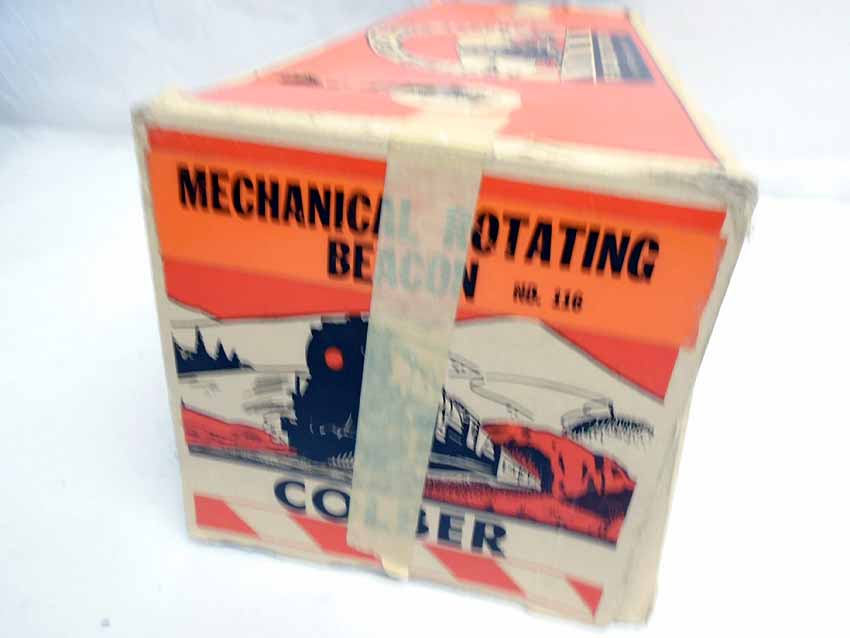 MECHANICAL ROTATING
BEACON
NO. 116
COLBER